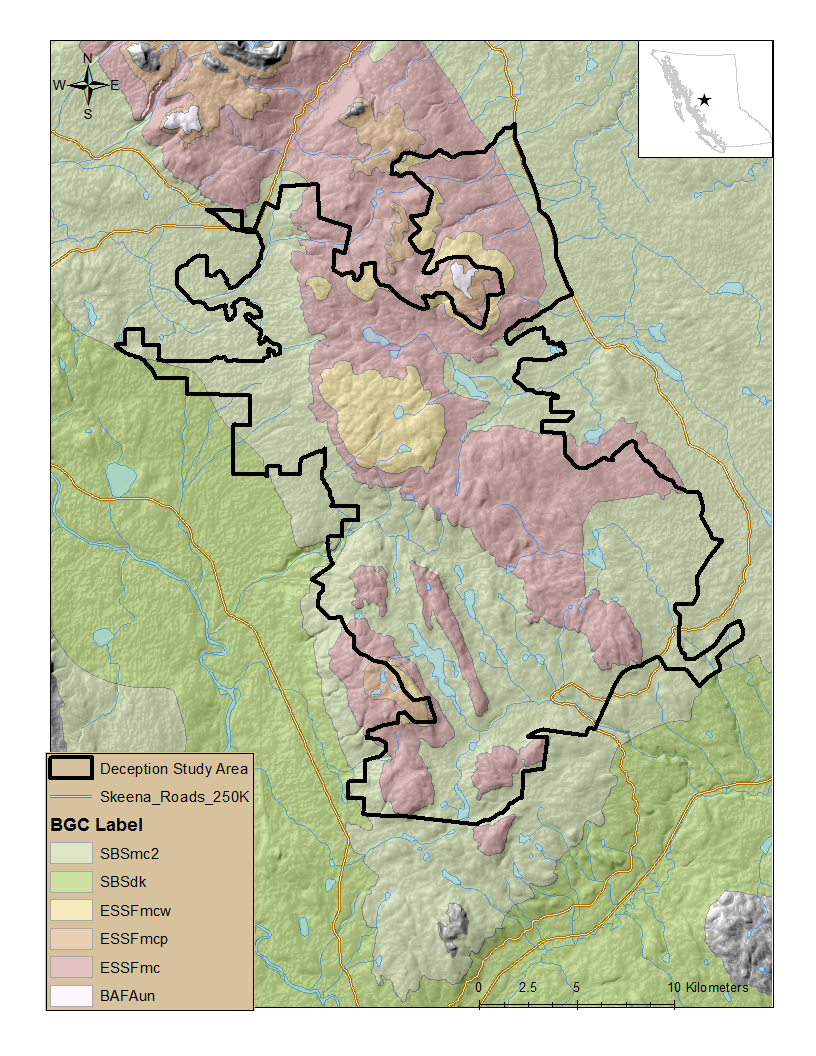 N
W E
S
Deception Study Area
Skeena_Roads_250K
BGC Label
SBSmc2
SBSdk
ESSFmcw
ESSFmcp
ESSFmc
BAFAun
0 2.5 5 10 Kilometers